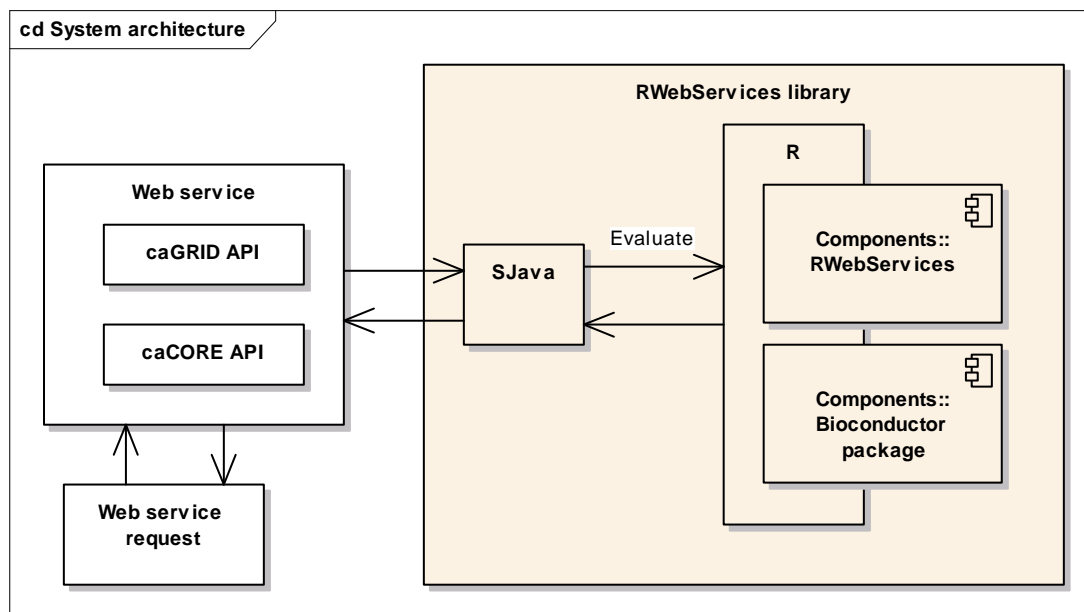 cd System architecture
RWebServices library
R
Web service
caGRID API
caCORE API
Evaluate
SJava
Components::
RWebServices
Components::
Bioconductor
package
Web service
request